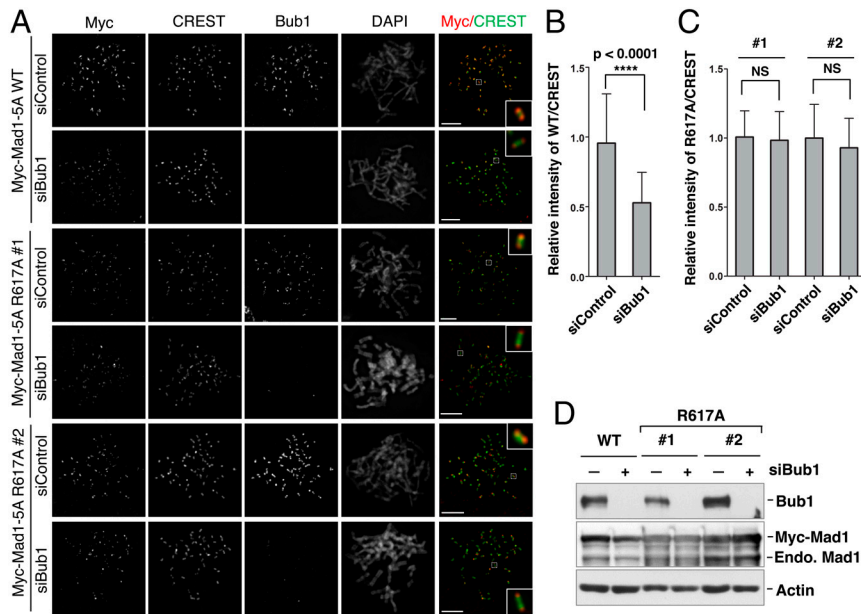 A
Myc
CREST
Bub1
DAPI
Myc/CREST
Myc-Mad1-5A WT
siControl
siBub1
Myc-Mad1-5A R617A #1
siControl
siBub1
Myc-Mad1-5A R617A #2
siControl
siBub1
B
p < 0.0001
****
Relative intensity of WT/CREST
1.5
1.0
0.5
0.0
siControl
siBub1
C
#1
#2
NS
NS
Relative intensity of R617A/CREST
1.5
1.0
0.5
0.0
siControl
siBub1
siControl
siBub1
D
R617A
WT
#1
#2
– + – + – + siBub1
Bub1
Myc-Mad1
Endo. Mad1
Actin